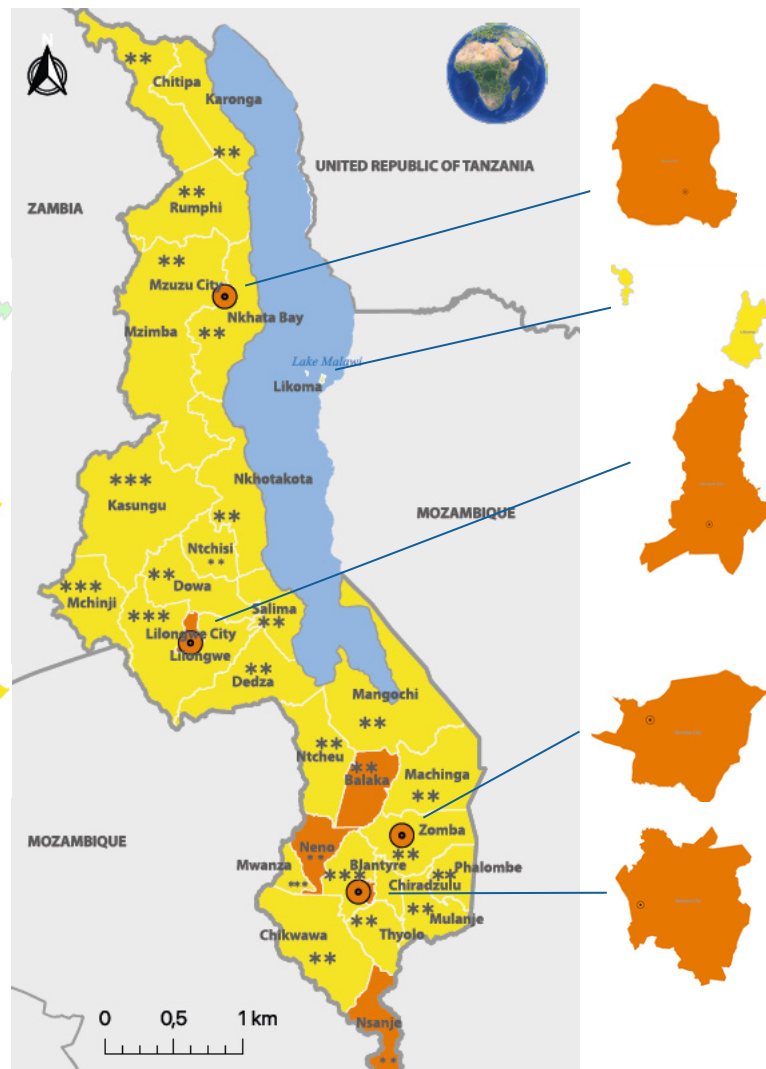 N
**
Chitipa
Karonga
**
UNITED REPUBLIC OF TANZANIA
**
Rumphi
ZAMBIA
**
Mzuzu City
Nkhata Bay
Mzimba
**
Lake Malawi
Likoma
Nkhotakota
***
Kasungu
MOZAMBIQUE
**
Ntchisi
**
**
Dowa
***
Mchinji
***
Salima
**
Lilongwe City
Lilongwe
**
Dedza
Mangochi
**
**
Ntcheu
**
Balaka
Machinga
**
Zomba
MOZAMBIQUE
Neno
**
**
Mwanza
***
***
Blantyre
Phalombe
**
Chiradzulu
**
Mulanje
**
Thyolo
Chikwawa
**
0 0,5 1 km
Nsanje
**